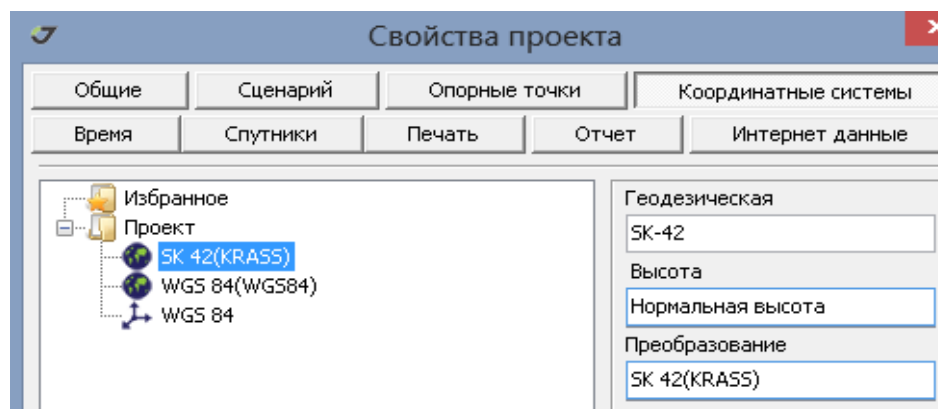 Свойства проекта
Общие
Сценарий
Опорные точки
Координатные системы
Время
Спутники
Печать
Отчет
Интернет данные
Избранное
Проект
SK 42(KRASS)
WGS 84(WGS84)
WGS 84
Геодезическая
SK-42
Высота
Нормальная высота
Преобразование
SK 42(KRASS)